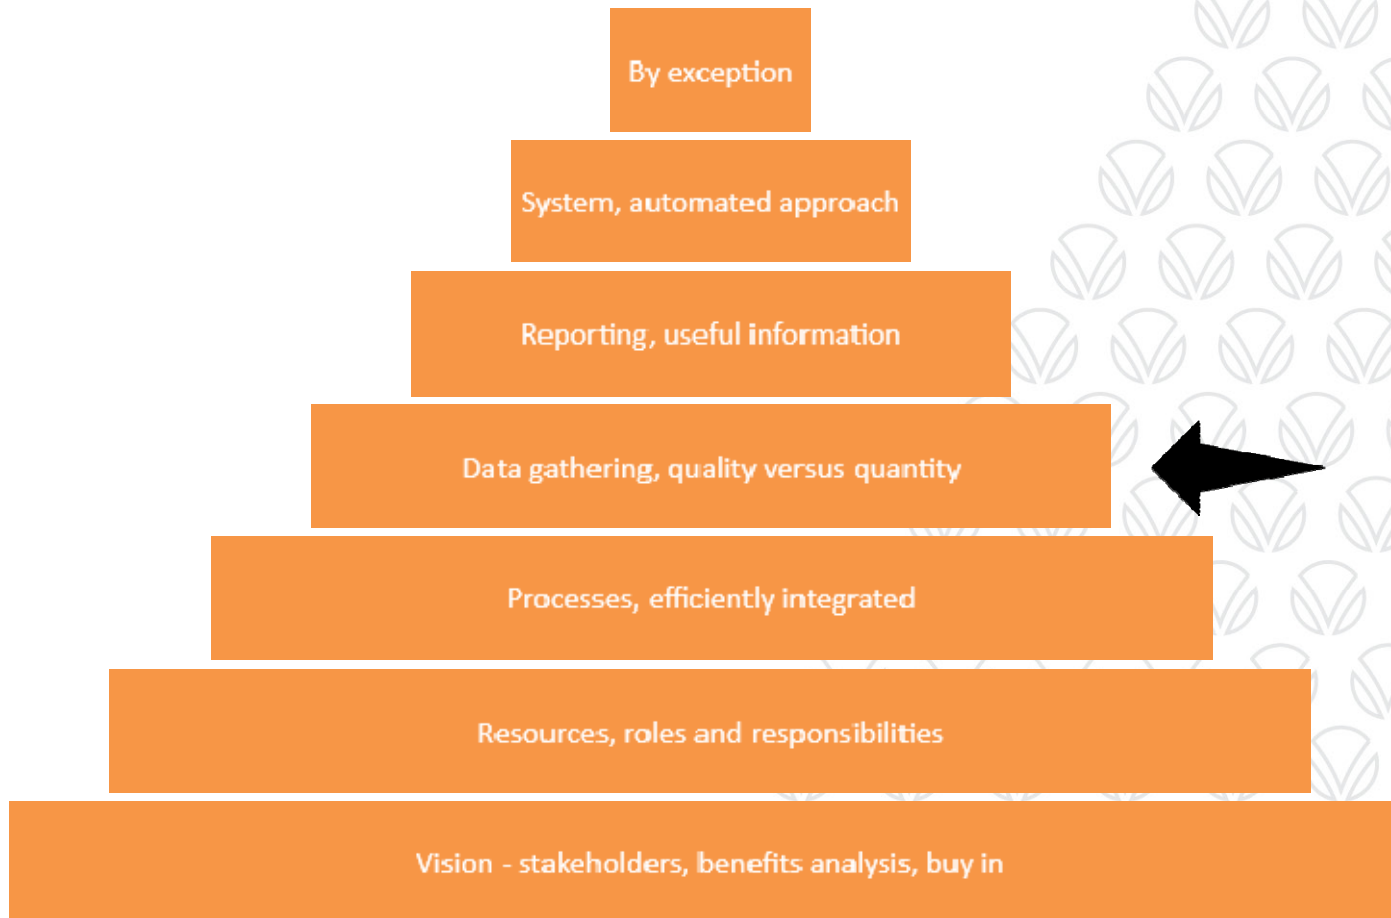 By exception
System, automated approach
Reporting, useful information
Data gathering, quality versus quantity
Processes, efficiently integrated
Resources, roles and responsibilities
Vision - stakeholders, benefits analysis, buy in